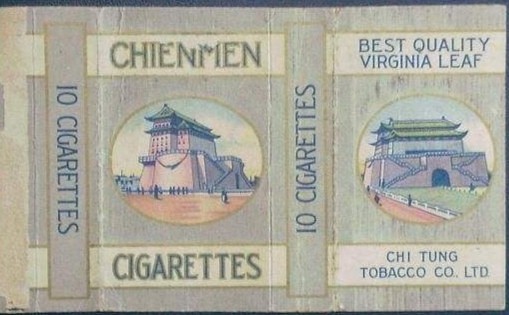 10 CIGARETTES
CHIENMEN
CIGARETTES
10 CIGARETTES
BEST QUALITY
VIRGINIA LEAF
CHI TUNG
TOBACCO CO. LTD.